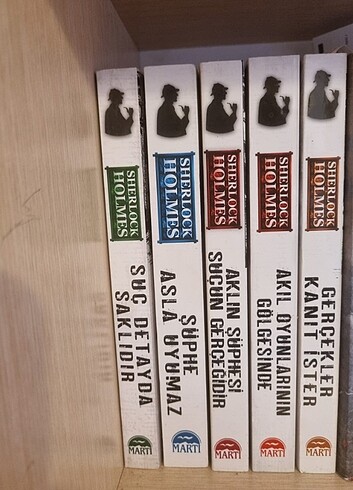 SHERLOCK
HOLMES
SUÇ DETAYDA
SAKLIDIR
MARTI
SHERLOCK
HOLMES
ŞÜPHE
ASLA UYUMAZ
MARTI
SHERLOCK
HOLMES
AKLIN ŞÜPHESİ
SUÇUN GERÇEĞİDİR
MARTI
SHERLOCK
HOLMES
AKIL OYUNLARININ
GÖLGESİNDE
MARTI
SHERLOCK
HOLMES
GERÇEKLER
KANIT İSTER
MARTI